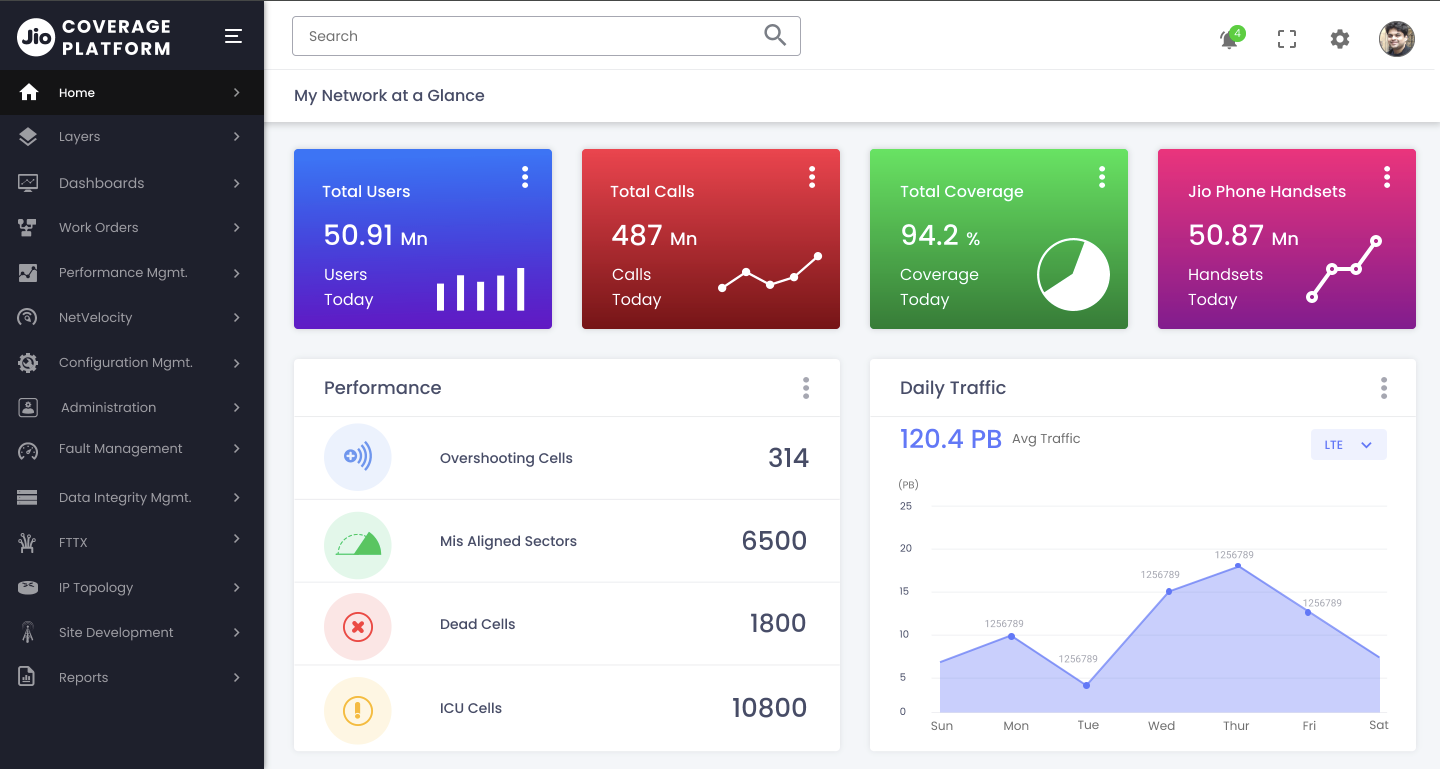 Jio
COVERAGE
PLATFORM
Search
4
Home
Layers
Dashboards
Work Orders
Performance Mgmt.
NetVelocity
Configuration Mgmt.
Administration
Fault Management
Data Integrity Mgmt.
FTTX
IP Topology
Site Development
Reports
My Network at a Glance
Total Users
50.91 Mn
Users
Today
Total Calls
487 Mn
Calls
Today
Total Coverage
94.2 %
Coverage
Today
Jio Phone Handsets
50.87 Mn
Handsets
Today
Performance
Overshooting Cells 314
Mis Aligned Sectors 6500
Dead Cells 1800
ICU Cells 10800
Daily Traffic
120.4 PB Avg Traffic
LTE
(PB)
25
20
15
10
5
0
1256789
1256789
1256789
1256789
1256789
Sun Mon Tue Wed Thur Fri Sat